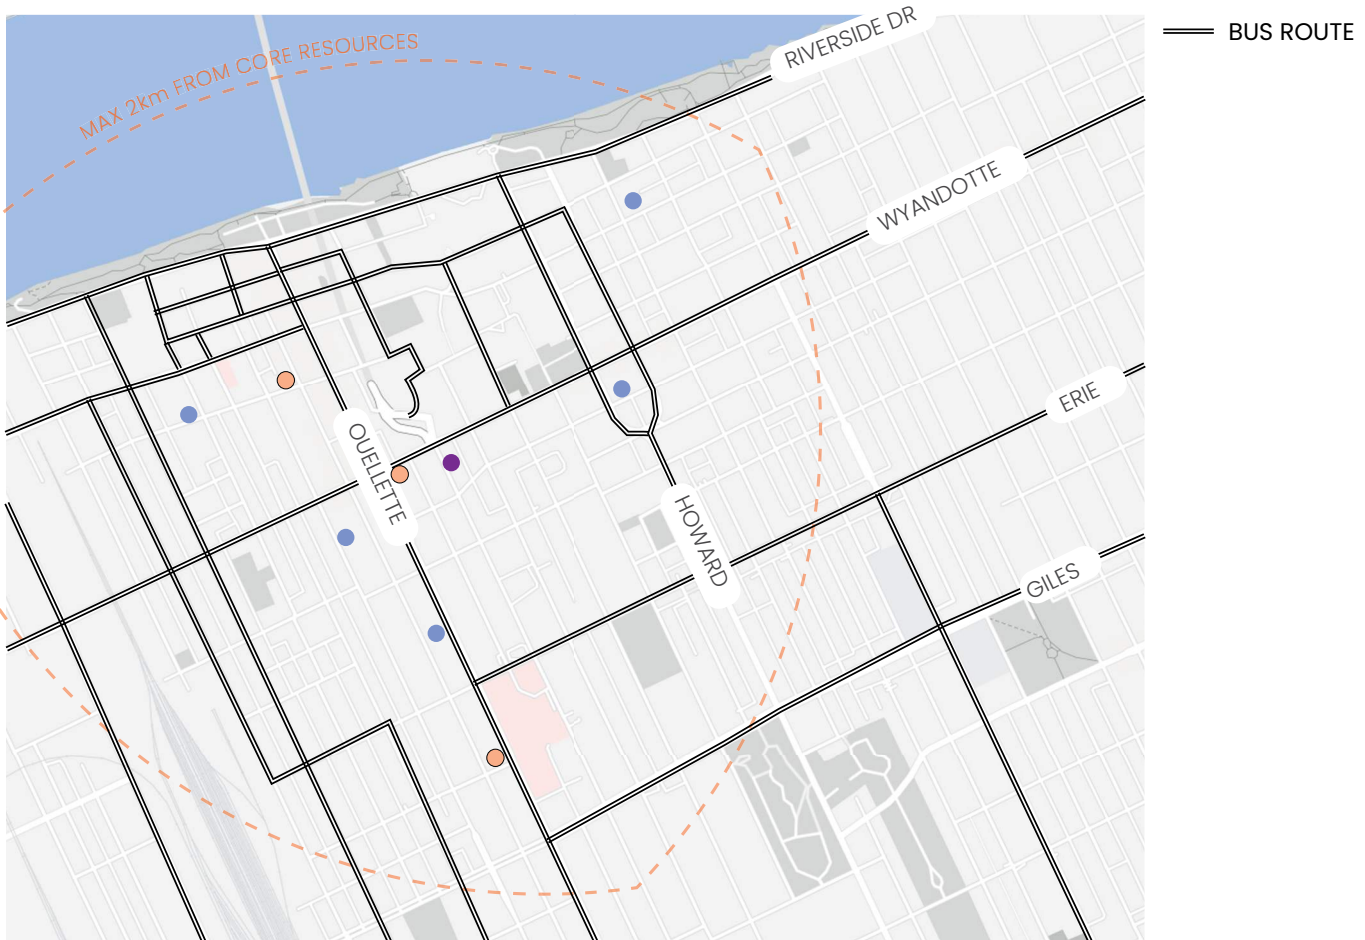 MAX 2km FROM CORE RESOURCES
RIVERSIDE DR
BUS ROUTE
WYANDOTTE
ERIE
OUELLETTE
HOWARD
GILES